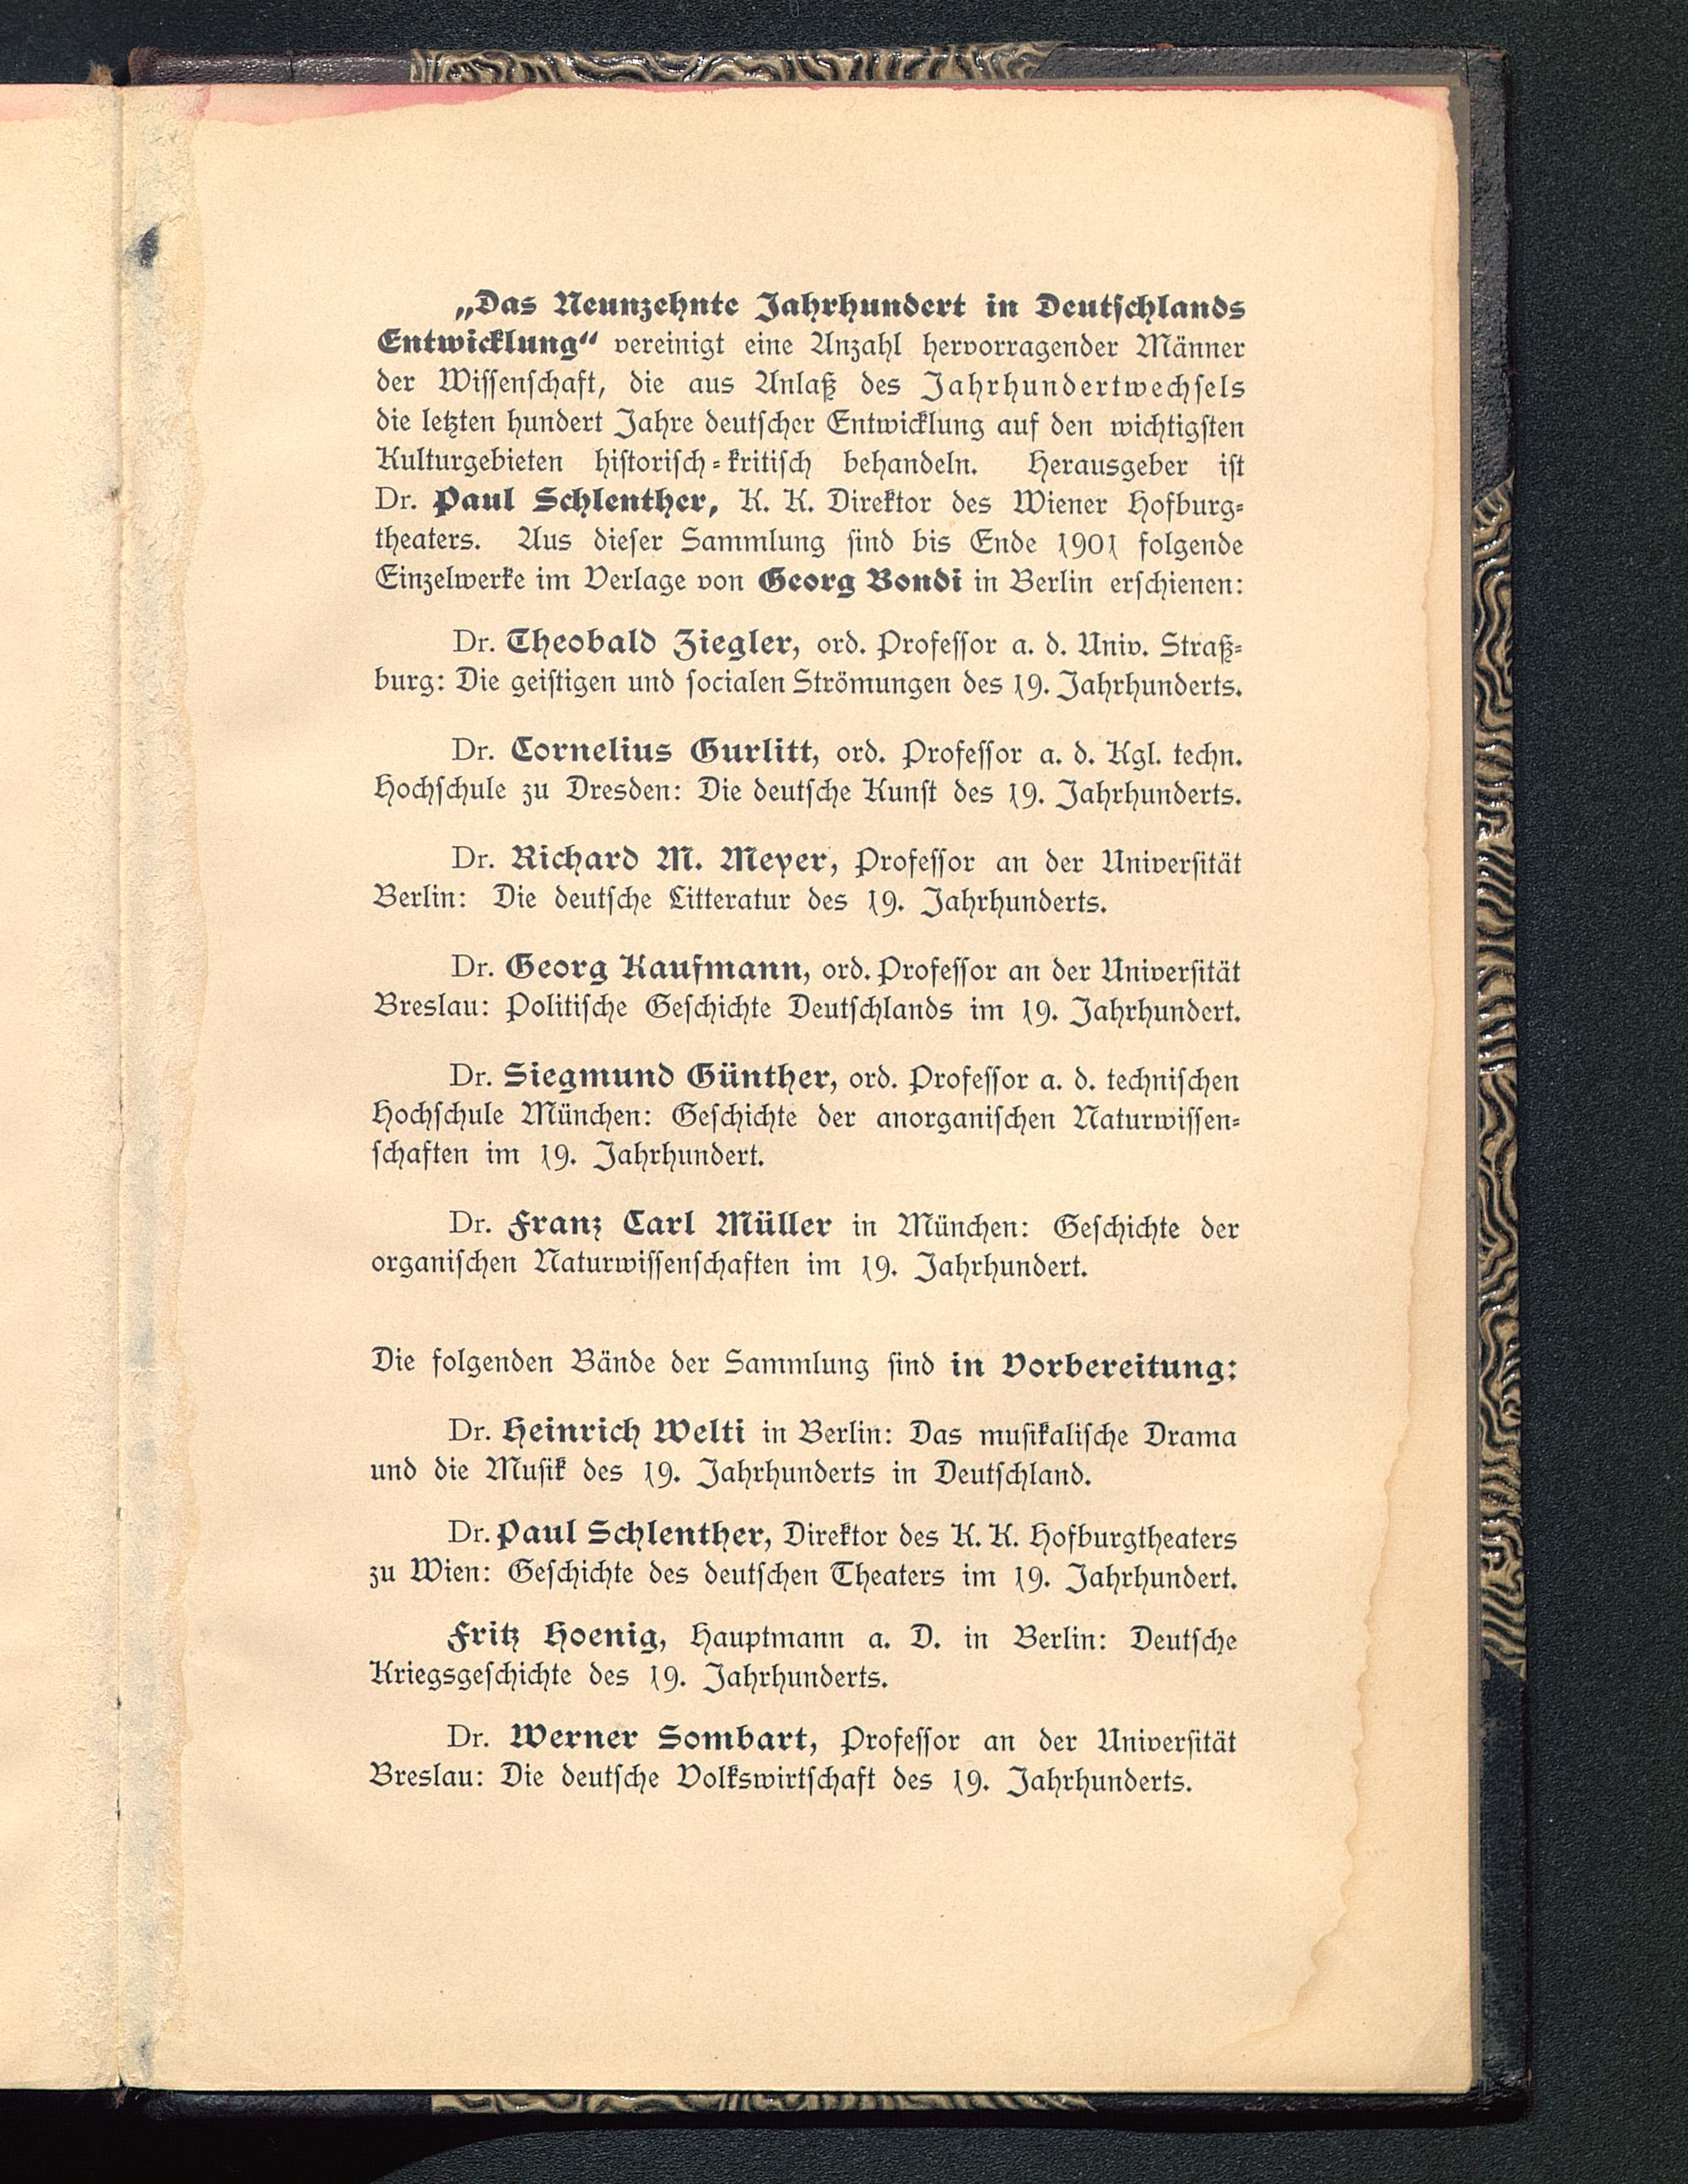 „Das Neunzehnte Jahrhundert in Deutschlands
Entwicklung“ vereinigt eine Anzahl hervorragender Männer
der Wissenschaft, die aus Anlaß des Jahrhundertwechsels
die letzten hundert Jahre deutscher Entwicklung auf den wichtigsten
Kulturgebieten historisch-kritisch behandeln. Herausgeber ist
Dr. Paul Schlenther, K. K. Direktor des Wiener Hofburg-
theaters. Aus dieser Sammlung sind bis Ende 1901 folgende
Einzelwerke im Verlage von Georg Bondi in Berlin erschienen:
Dr. Theobald Ziegler, ord. Professor a. d. Univ. Straß-
burg: Die geistigen und socialen Strömungen des 19. Jahrhunderts.
Dr. Cornelius Gurlitt, ord. Professor a. d. Kgl. techn.
Hochschule zu Dresden: Die deutsche Kunst des 19. Jahrhunderts.
Dr. Richard M. Meyer, Professor an der Universität
Berlin: Die deutsche Litteratur des 19. Jahrhunderts.
Dr. Georg Kaufmann, ord. Professor an der Universität
Breslau: Politische Geschichte Deutschlands im 19. Jahrhundert.
Dr. Siegmund Günther, ord. Professor a. d. technischen
Hochschule München: Geschichte der anorganischen Naturwissen-
schaften im 19. Jahrhundert.
Dr. Franz Carl Müller in München: Geschichte der
organischen Naturwissenschaften im 19. Jahrhundert.
Die folgenden Bände der Sammlung sind in Vorbereitung:
Dr. Heinrich Welti in Berlin: Das musikalische Drama
und die Musik des 19. Jahrhunderts in Deutschland.
Dr. Paul Schlenther, Direktor des K. K. Hofburgtheaters
zu Wien: Geschichte des deutschen Theaters im 19. Jahrhundert.
Fritz Hoenig, Hauptmann a. D. in Berlin: Deutsche
Kriegsgeschichte des 19. Jahrhunderts.
Dr. Werner Sombart, Professor an der Universität
Breslau: Die deutsche Volkswirtschaft des 19. Jahrhunderts.